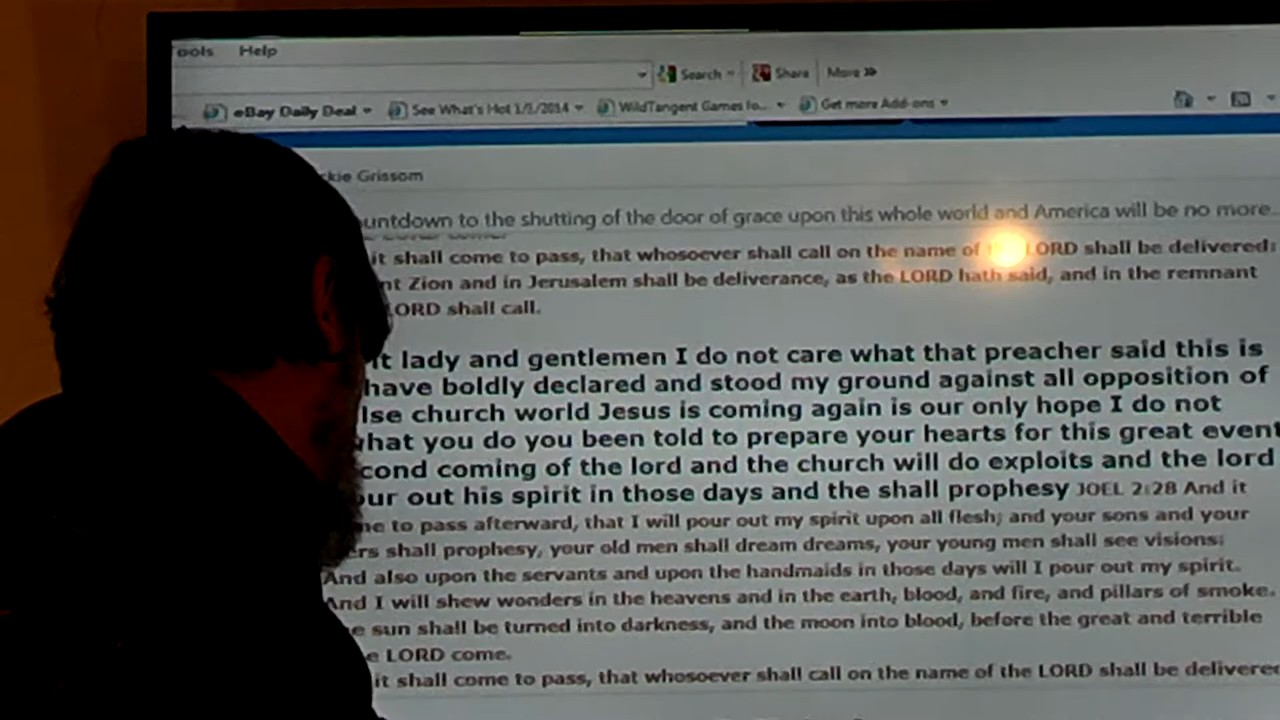 ools Help
Search Share More »
eBay Daily Deal See What's Hot 1/1/2014 WildTangent Games fo... Get more Add-ons
ckie Grissom
untdown to the shutting of the door of grace upon this whole world and America will be no more.
it shall come to pass, that whosoever shall call on the name of LORD shall be delivered:
nt Zion and in Jerusalem shall be deliverance, as the LORD hath said, and in the remnant
LORD shall call.
it lady and gentlemen I do not care what that preacher said this is
have boldly declared and stood my ground against all opposition of
lse church world Jesus is coming again is our only hope I do not
what you do you been told to prepare your hearts for this great event
cond coming of the lord and the church will do exploits and the lord
our out his spirit in those days and the shall prophesy JOEL 2:28 And it
me to pass afterward, that I will pour out my spirit upon all flesh; and your sons and your
ers shall prophesy, your old men shall dream dreams, your young men shall see visions:
And also upon the servants and upon the handmaids in those days will I pour out my spirit.
And I will shew wonders in the heavens and in the earth, blood, and fire, and pillars of smoke.
e sun shall be turned into darkness, and the moon into blood, before the great and terrible
e LORD come.
it shall come to pass, that whosoever shall call on the name of the LORD shall be delivered